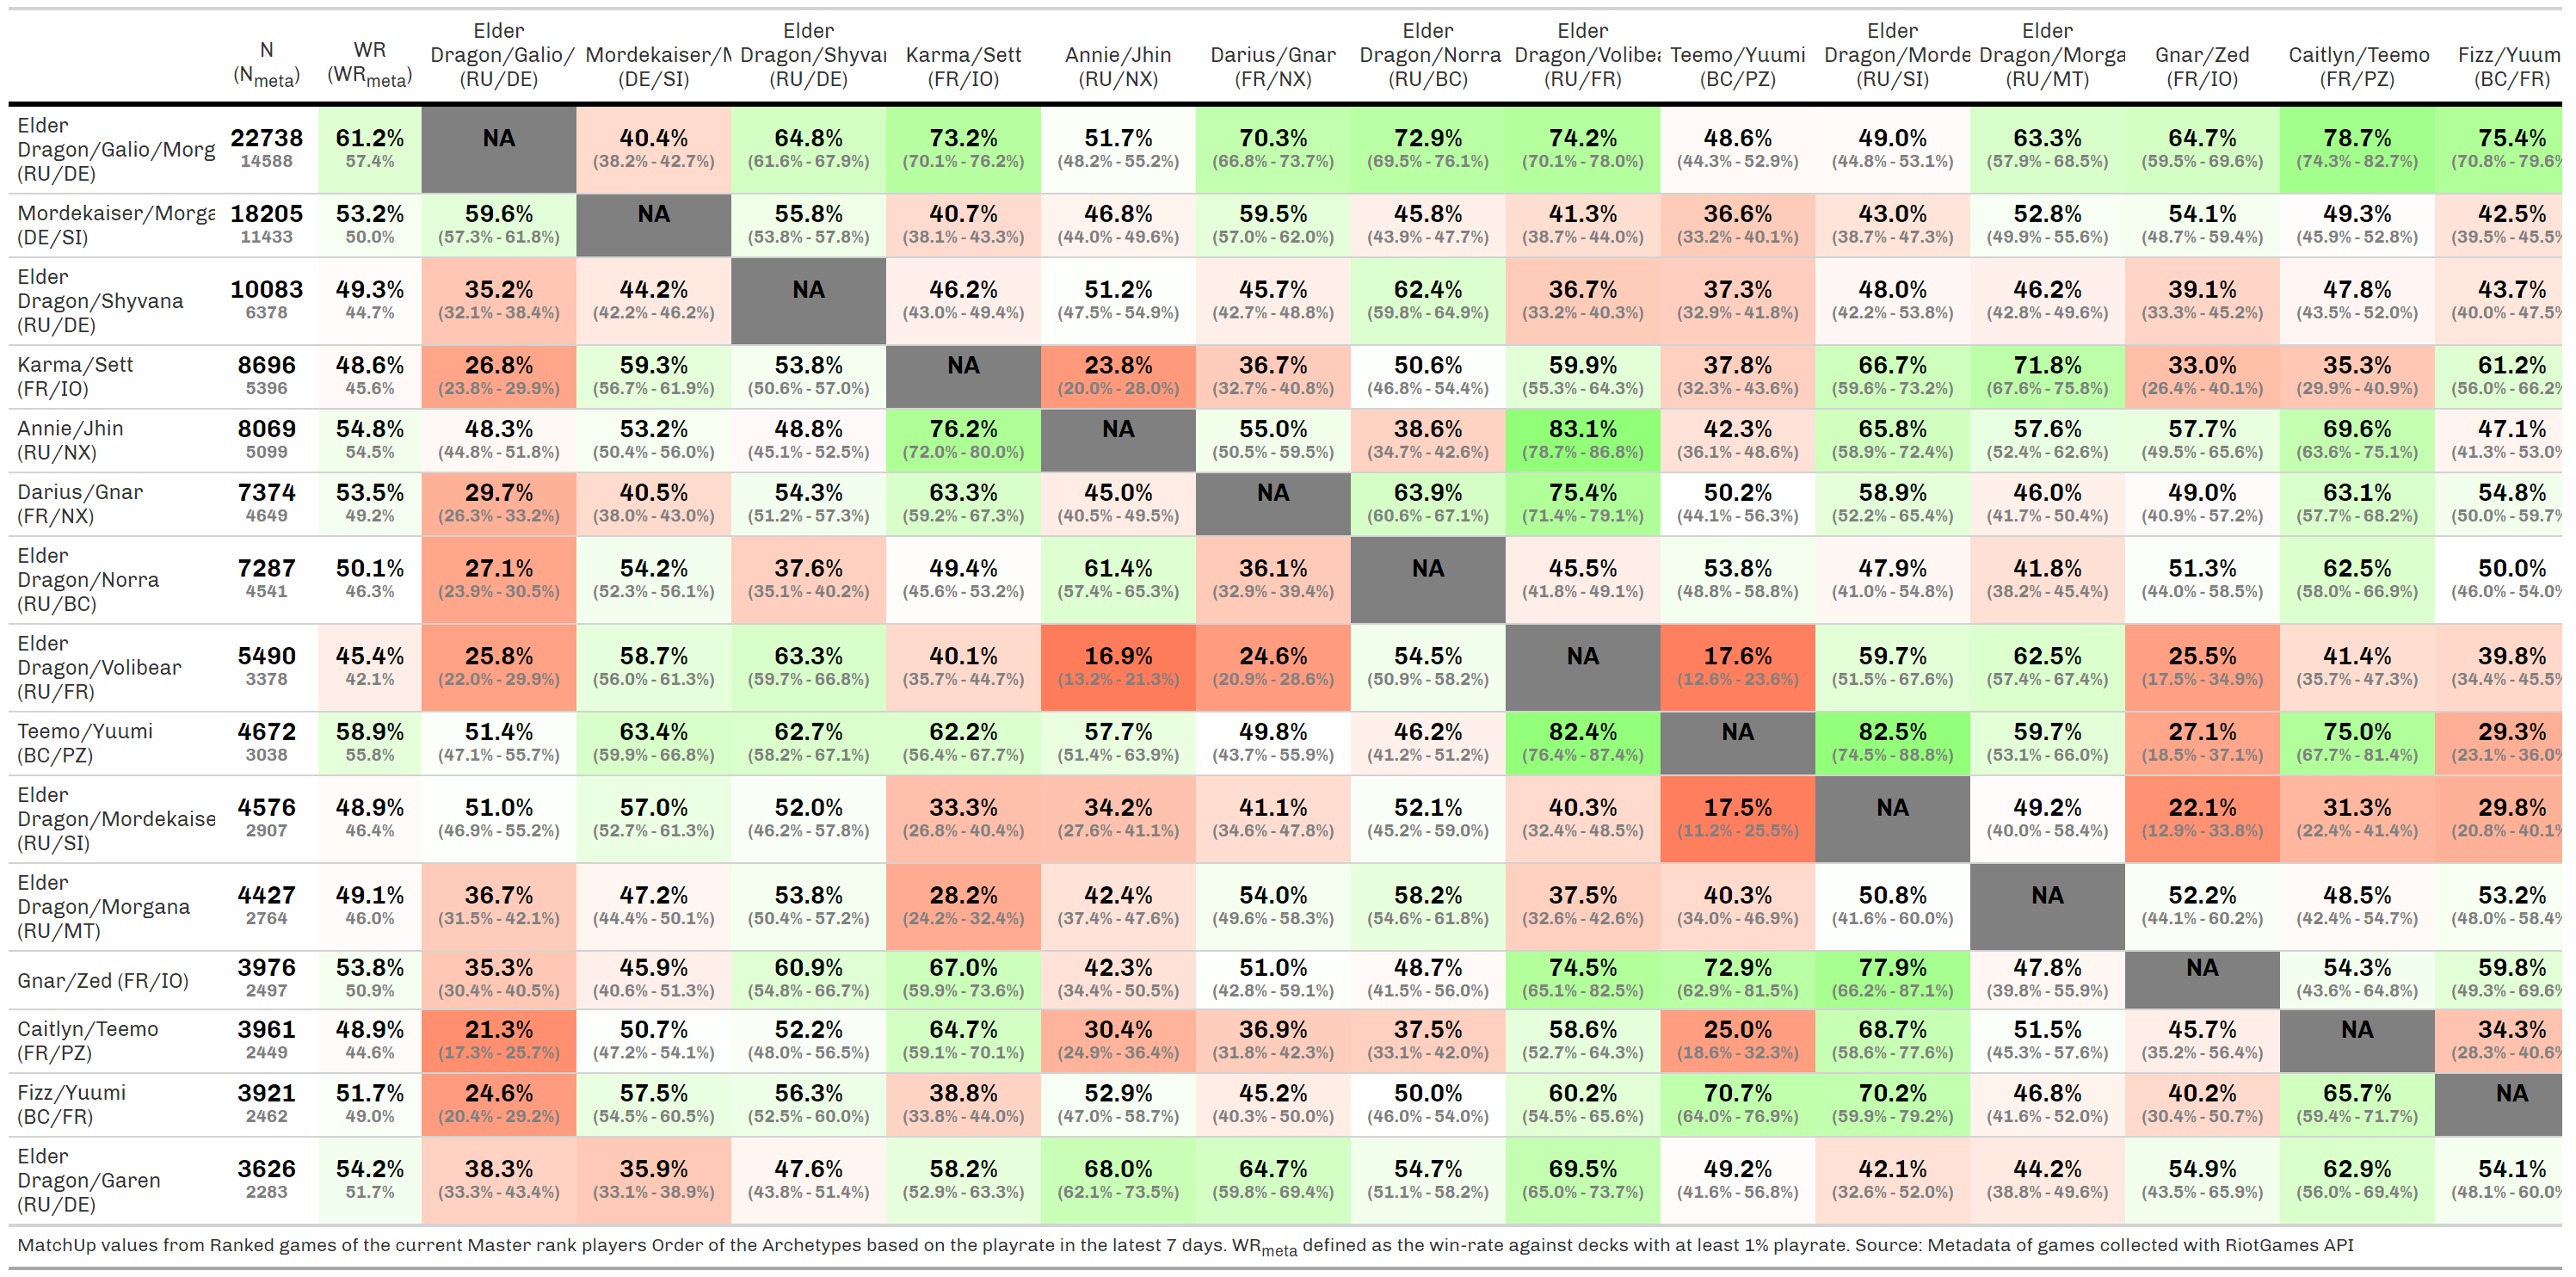 N (Nmeta) WR (WRmeta) Elder Dragon/Galio/ (RU/DE) Mordekaiser/M (DE/SI) Elder Dragon/Shyvar (RU/DE) Karma/Sett (FR/IO) Annie/Jhin (RU/NX) Darius/Gnar (FR/NX) Elder Dragon/Norra (RU/BC) Elder Dragon/Volibea (RU/FR) Teemo/Yuumi (BC/PZ) Elder Dragon/Morde (RU/SI) Elder Dragon/Morga (RU/MT) Gnar/Zed (FR/IO) Caitlyn/Teemo (FR/PZ) Fizz/Yuum (BC/FR)
Elder Dragon/Galio/Morg (RU/DE) 22738 61.2% NA 40.4% 64.8% 73.2% 51.7% 70.3% 72.9% 74.2% 48.6% 49.0% 63.3% 64.7% 78.7% 75.4%
14588 57.4% (38.2% - 42.7%) (61.6% - 67.9%) (70.1% - 76.2%) (48.2% - 55.2%) (66.8% - 73.7%) (69.5% - 76.1%) (70.1% - 78.0%) (44.3% - 52.9%) (44.8% - 53.1%) (57.9% - 68.5%) (59.5% - 69.6%) (74.3% - 82.7%) (70.8% - 79.6%
Mordekaiser/Morga (DE/SI) 18205 53.2% 59.6% NA 55.8% 40.7% 46.8% 59.5% 45.8% 41.3% 36.6% 43.0% 52.8% 54.1% 49.3% 42.5%
11433 50.0% (57.3% - 61.8%) (53.8% - 57.8%) (38.1% - 43.3%) (44.0% - 49.6%) (57.0% - 62.0%) (43.9% - 47.7%) (38.7% - 44.0%) (33.2% - 40.1%) (38.7% - 47.3%) (49.9% - 55.6%) (48.7% - 59.4%) (45.9% - 52.8%) (39.5% - 45.5%
Elder Dragon/Shyvana (RU/DE) 10083 49.3% 35.2% 44.2% NA 46.2% 51.2% 45.7% 62.4% 36.7% 37.3% 48.0% 46.2% 39.1% 47.8% 43.7%
6378 44.7% (32.1% - 38.4%) (42.2% - 46.2%) (43.0% - 49.4%) (47.5% - 54.9%) (42.7% - 48.8%) (59.8% - 64.9%) (33.2% - 40.3%) (32.9% - 41.8%) (42.2% - 53.8%) (42.8% - 49.6%) (33.3% - 45.2%) (43.5% - 52.0%) (40.0% - 47.5%
Karma/Sett (FR/IO) 8696 48.6% 26.8% 59.3% 53.8% NA 23.8% 36.7% 50.6% 59.9% 37.8% 66.7% 71.8% 33.0% 35.3% 61.2%
5396 45.6% (23.8% - 29.9%) (56.7% - 61.9%) (50.6% - 57.0%) (20.0% - 28.0%) (32.7% - 40.8%) (46.8% - 54.4%) (55.3% - 64.3%) (32.3% - 43.6%) (59.6% - 73.2%) (67.6% - 75.8%) (26.4% - 40.1%) (29.9% - 40.9%) (56.0% - 66.2%
Annie/Jhin (RU/NX) 8069 54.8% 48.3% 53.2% 48.8% 76.2% NA 55.0% 38.6% 83.1% 42.3% 65.8% 57.6% 57.7% 69.6% 47.1%
5099 54.5% (44.8% - 51.8%) (50.4% - 56.0%) (45.1% - 52.5%) (72.0% - 80.0%) (50.5% - 59.5%) (34.7% - 42.6%) (78.7% - 86.8%) (36.1% - 48.6%) (58.9% - 72.4%) (52.4% - 62.6%) (49.5% - 65.6%) (63.6% - 75.1%) (41.3% - 53.0%
Darius/Gnar (FR/NX) 7374 53.5% 29.7% 40.5% 54.3% 63.3% 45.0% NA 63.9% 75.4% 50.2% 58.9% 46.0% 49.0% 63.1% 54.8%
4649 49.2% (26.3% - 33.2%) (38.0% - 43.0%) (51.2% - 57.3%) (59.2% - 67.3%) (40.5% - 49.5%) (60.6% - 67.1%) (71.4% - 79.1%) (44.1% - 56.3%) (52.2% - 65.4%) (41.7% - 50.4%) (40.9% - 57.2%) (57.7% - 68.2%) (50.0% - 59.7%
Elder Dragon/Norra (RU/BC) 7287 50.1% 27.1% 54.2% 37.6% 49.4% 61.4% 36.1% NA 45.5% 53.8% 47.9% 41.8% 51.3% 62.5% 50.0%
4541 46.3% (23.9% - 30.5%) (52.3% - 56.1%) (35.1% - 40.2%) (45.6% - 53.2%) (57.4% - 65.3%) (32.9% - 39.4%) (41.8% - 49.1%) (48.8% - 58.8%) (41.0% - 54.8%) (38.2% - 45.4%) (44.0% - 58.5%) (58.0% - 66.9%) (46.0% - 54.0%
Elder Dragon/Volibear (RU/FR) 5490 45.4% 25.8% 58.7% 63.3% 40.1% 16.9% 24.6% 54.5% NA 17.6% 59.7% 62.5% 25.5% 41.4% 39.8%
3378 42.1% (22.0% - 29.9%) (56.0% - 61.3%) (59.7% - 66.8%) (35.7% - 44.7%) (13.2% - 21.3%) (20.9% - 28.6%) (50.9% - 58.2%) (12.6% - 23.6%) (51.5% - 67.6%) (57.4% - 67.4%) (17.5% - 34.9%) (35.7% - 47.3%) (34.4% - 45.5%
Teemo/Yuumi (BC/PZ) 4672 58.9% 51.4% 63.4% 62.7% 62.2% 57.7% 49.8% 46.2% 82.4% NA 82.5% 59.7% 27.1% 75.0% 29.3%
3038 55.8% (47.1% - 55.7%) (59.9% - 66.8%) (58.2% - 67.1%) (56.4% - 67.7%) (51.4% - 63.9%) (43.7% - 55.9%) (41.2% - 51.2%) (76.4% - 87.4%) (74.5% - 88.8%) (53.1% - 66.0%) (18.5% - 37.1%) (67.7% - 81.4%) (23.1% - 36.0%
Elder Dragon/Mordekaise (RU/SI) 4576 48.9% 51.0% 57.0% 52.0% 33.3% 34.2% 41.1% 52.1% 40.3% 17.5% NA 49.2% 22.1% 31.3% 29.8%
2907 46.4% (46.9% - 55.2%) (52.7% - 61.3%) (46.2% - 57.8%) (26.8% - 40.4%) (27.6% - 41.1%) (34.6% - 47.8%) (45.2% - 59.0%) (32.4% - 48.5%) (11.2% - 25.5%) (40.0% - 58.4%) (12.9% - 33.8%) (22.4% - 41.4%) (20.8% - 40.1%
Elder Dragon/Morgana (RU/MT) 4427 49.1% 36.7% 47.2% 53.8% 28.2% 42.4% 54.0% 58.2% 37.5% 40.3% 50.8% NA 52.2% 48.5% 53.2%
2764 46.0% (31.5% - 42.1%) (44.4% - 50.1%) (50.4% - 57.2%) (24.2% - 32.4%) (37.4% - 47.6%) (49.6% - 58.3%) (54.6% - 61.8%) (32.6% - 42.6%) (34.0% - 46.9%) (41.6% - 60.0%) (44.1% - 60.2%) (42.4% - 54.7%) (48.0% - 58.4%
Gnar/Zed (FR/IO) 3976 53.8% 35.3% 45.9% 60.9% 67.0% 42.3% 51.0% 48.7% 74.5% 72.9% 77.9% 47.8% NA 54.3% 59.8%
2497 50.9% (30.4% - 40.5%) (40.6% - 51.3%) (54.8% - 66.7%) (59.9% - 73.6%) (34.4% - 50.5%) (42.8% - 59.1%) (41.5% - 56.0%) (65.1% - 82.5%) (62.9% - 81.5%) (66.2% - 87.1%) (39.8% - 55.9%) (43.6% - 64.8%) (49.3% - 69.6%
Caitlyn/Teemo (FR/PZ) 3961 48.9% 21.3% 50.7% 52.2% 64.7% 30.4% 36.9% 37.5% 58.6% 25.0% 68.7% 51.5% 45.7% NA 34.3%
2449 44.6% (17.3% - 25.7%) (47.2% - 54.1%) (48.0% - 56.5%) (59.1% - 70.1%) (24.9% - 36.4%) (31.8% - 42.3%) (33.1% - 42.0%) (52.7% - 64.3%) (18.6% - 32.3%) (58.6% - 77.6%) (45.3% - 57.6%) (35.2% - 56.4%) (28.3% - 40.6%
Fizz/Yuumi (BC/FR) 3921 51.7% 24.6% 57.5% 56.3% 38.8% 52.9% 45.2% 50.0% 60.2% 70.7% 70.2% 46.8% 40.2% 65.7% NA
2462 49.0% (20.4% - 29.2%) (54.5% - 60.5%) (52.5% - 60.0%) (33.8% - 44.0%) (47.0% - 58.7%) (40.3% - 50.0%) (46.0% - 54.0%) (54.5% - 65.6%) (64.0% - 76.9%) (59.9% - 79.2%) (41.6% - 52.0%) (30.4% - 50.7%) (59.4% - 71.7%)
Elder Dragon/Garen (RU/DE) 3626 54.2% 38.3% 35.9% 47.6% 58.2% 68.0% 64.7% 54.7% 69.5% 49.2% 42.1% 44.2% 54.9% 62.9% 54.1%
2283 51.7% (33.3% - 43.4%) (33.1% - 38.9%) (43.8% - 51.4%) (52.9% - 63.3%) (62.1% - 73.5%) (59.8% - 69.4%) (51.1% - 58.2%) (65.0% - 73.7%) (41.6% - 56.8%) (32.6% - 52.0%) (38.8% - 49.6%) (43.5% - 65.9%) (56.0% - 69.4%) (48.1% - 60.0%
MatchUp values from Ranked games of the current Master rank players Order of the Archetypes based on the playrate in the latest 7 days. WRmeta defined as the win-rate against decks with at least 1% playrate. Source: Metadata of games collected with RiotGames API